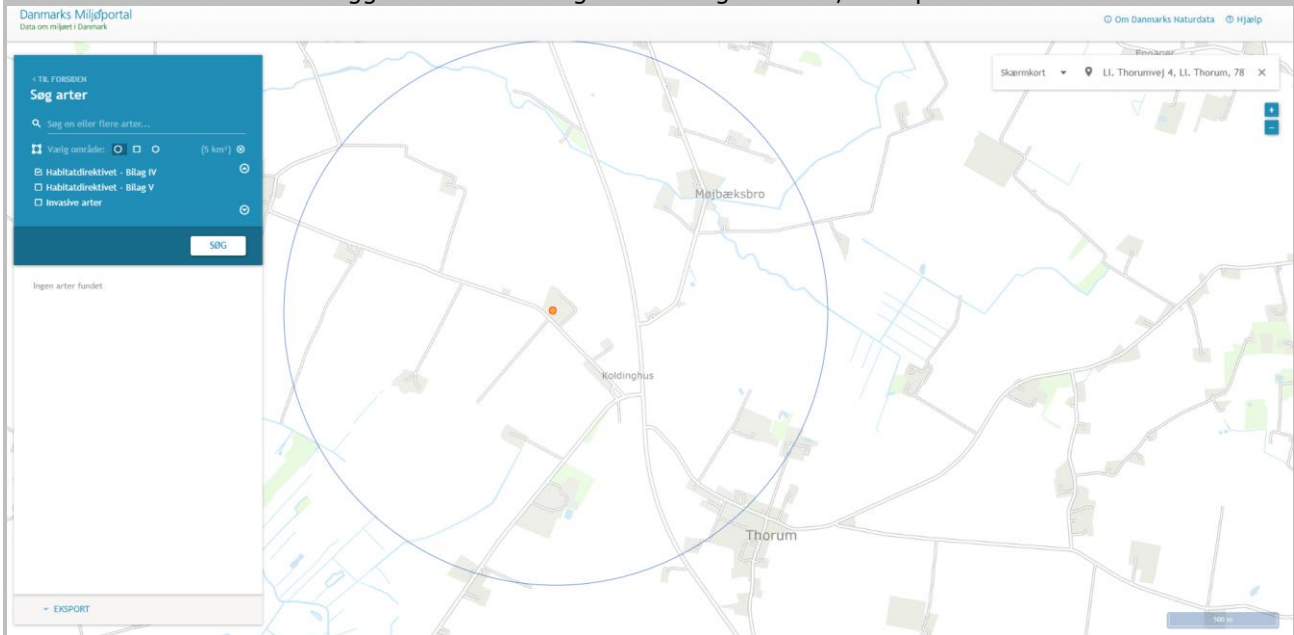 Danmarks Miljøportal
Data om miljøet i Danmark
Om Danmarks Naturdata
Hjælp
< TIL FORSIDEN
Søg arter
Søg en eller flere arter...
Vælg område:
(5 km²)
Habitatdirektivet - Bilag IV
Habitatdirektivet - Bilag V
Invasive arter
SØG
Ingen arter fundet
EKSPORT
Skærmkort
Ll. Thorumvej 4, Ll. Thorum, 78
Møjbæksbro
Koldinghus
Thorum
500 m